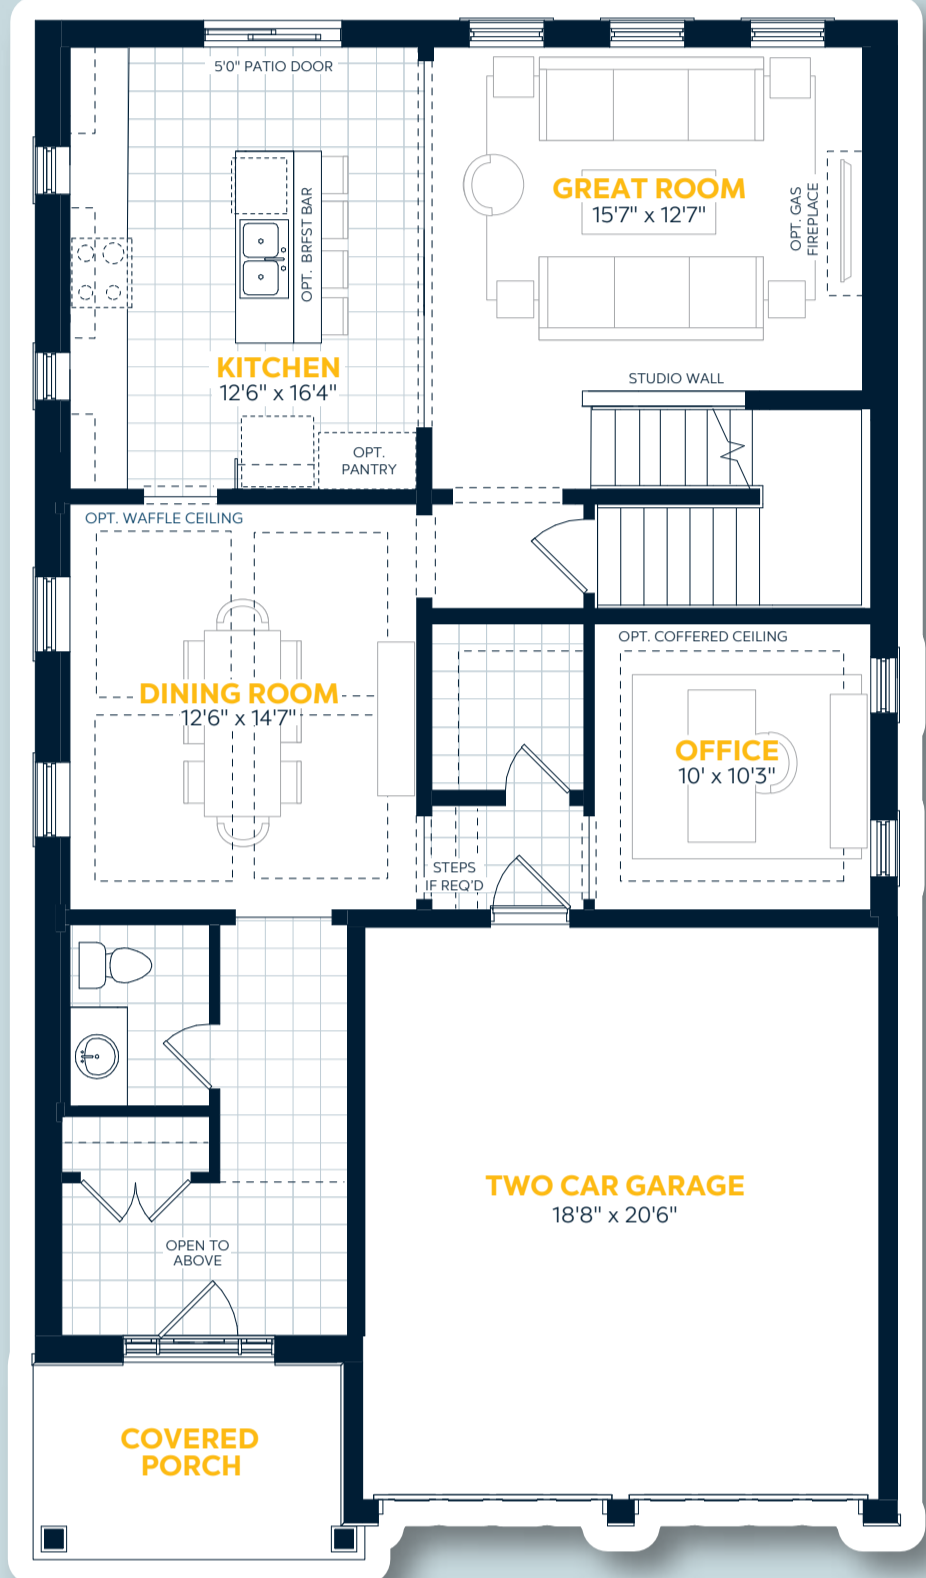 5'0" PATIO DOOR
OPT. BRFST BAR
GREAT ROOM
15'7" x 12'7"
OPT. GAS
FIREPLACE
KITCHEN
12'6" x 16'4"
STUDIO WALL
OPT.
PANTRY
OPT. WAFFLE CEILING
OPT. COFFERED CEILING
DINING ROOM
12'6" x 14'7"
OFFICE
10' x 10'3"
STEPS
IF REQ'D
TWO CAR GARAGE
18'8" x 20'6"
OPEN TO
ABOVE
COVERED
PORCH